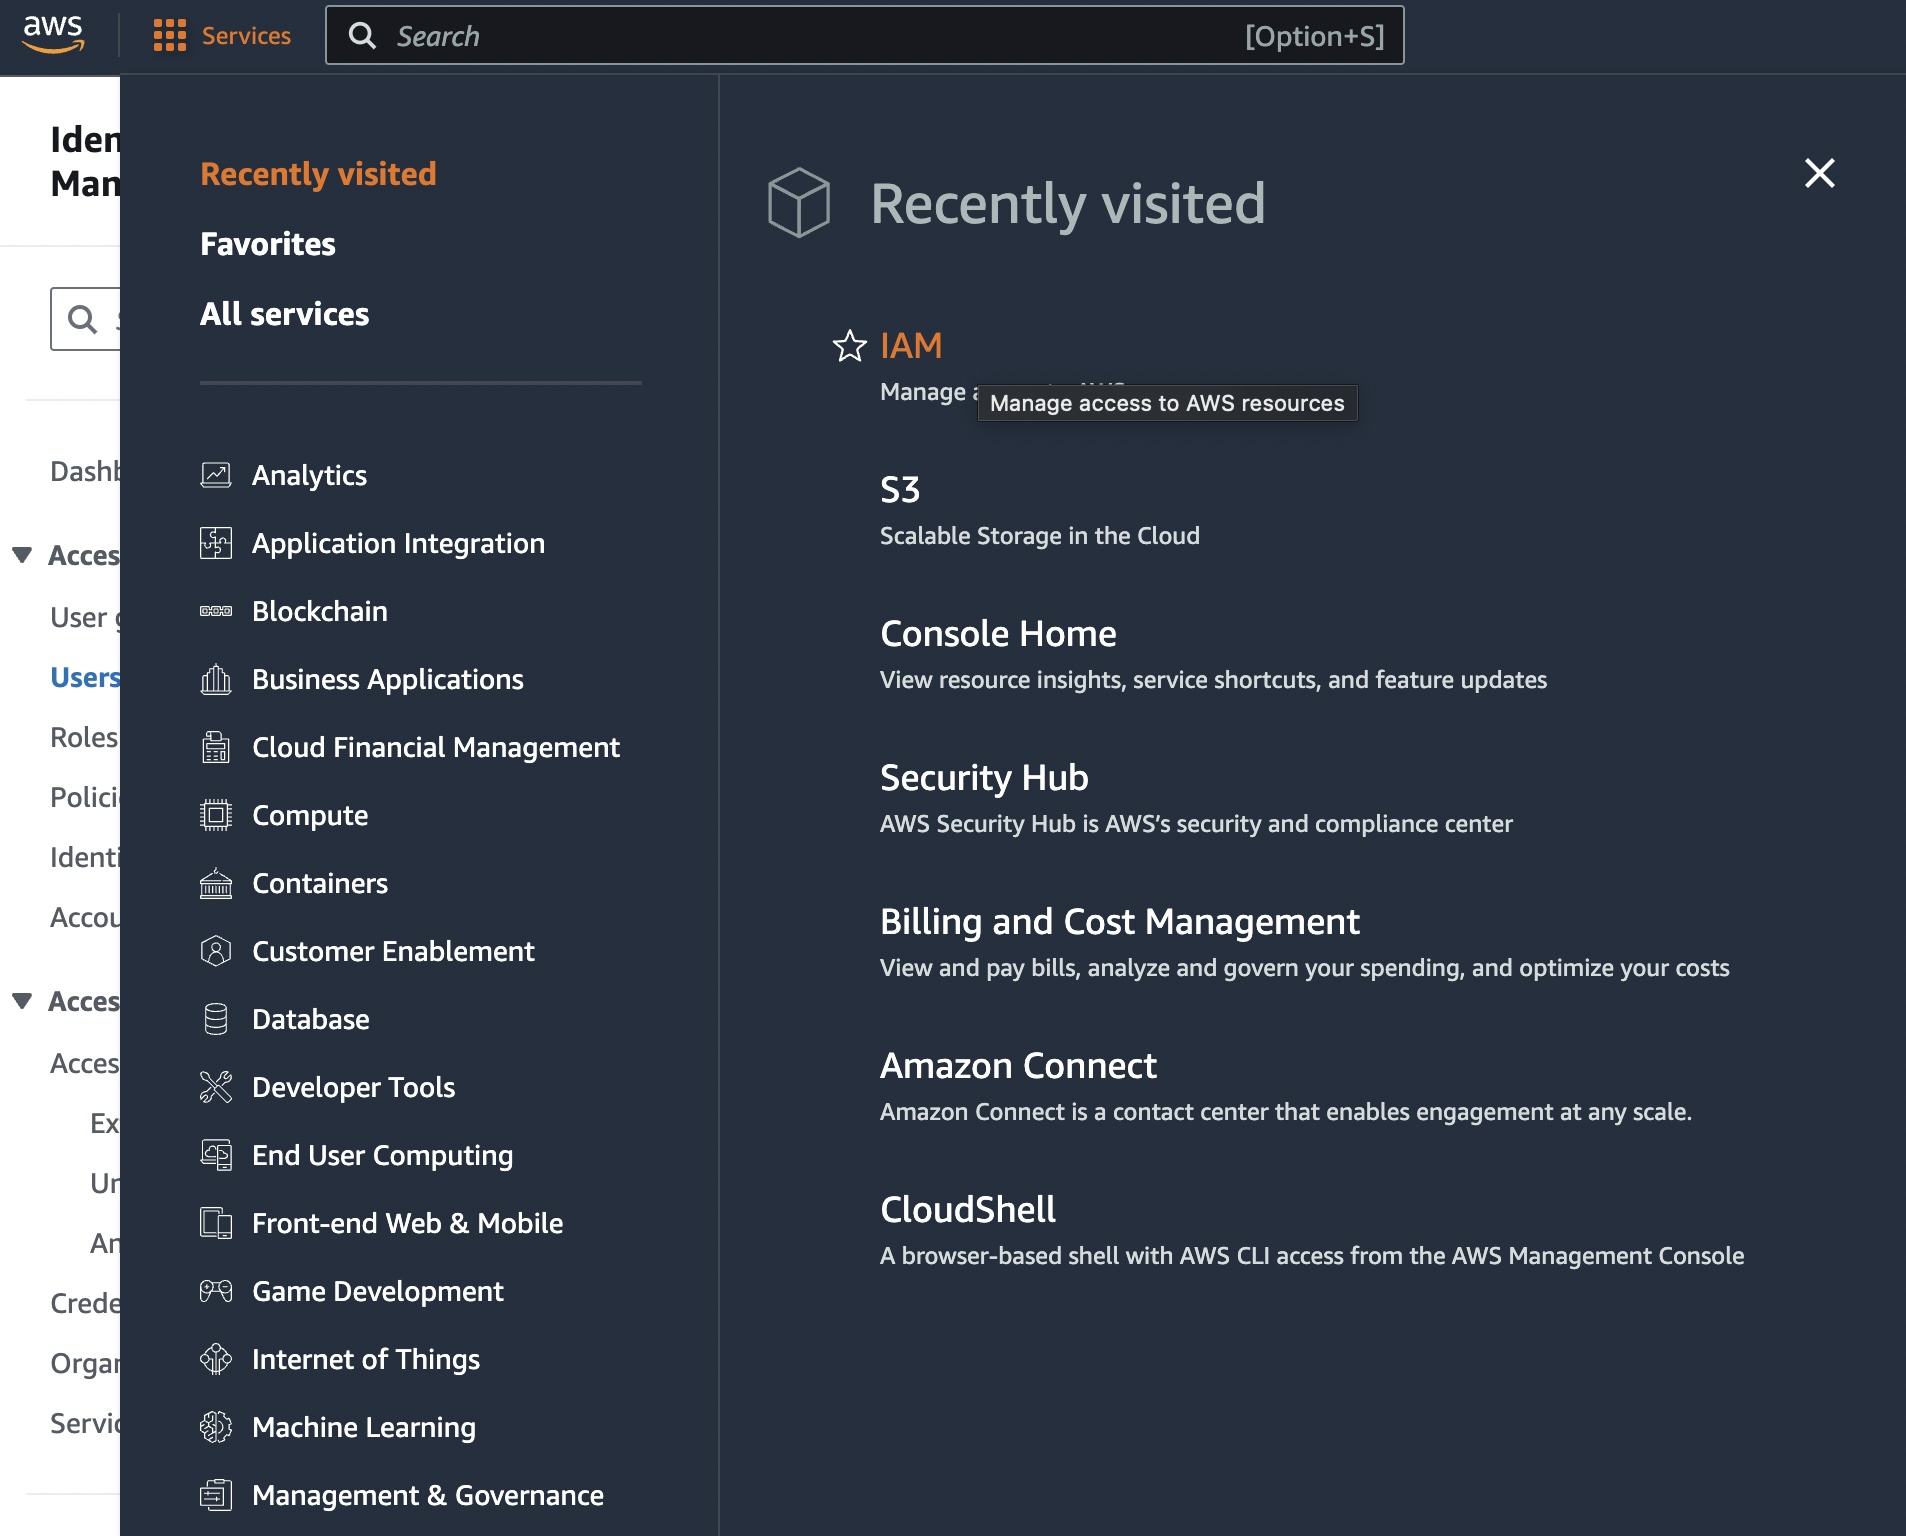 aws
Services
Search
[Option+S]
Recently visited
Favorites
All services
Analytics
Application Integration
Blockchain
Business Applications
Cloud Financial Management
Compute
Containers
Customer Enablement
Database
Developer Tools
End User Computing
Front-end Web & Mobile
Game Development
Internet of Things
Machine Learning
Management & Governance
Recently visited
IAM
Manage
Manage access to AWS resources
S3
Scalable Storage in the Cloud
Console Home
View resource insights, service shortcuts, and feature updates
Security Hub
AWS Security Hub is AWS’s security and compliance center
Billing and Cost Management
View and pay bills, analyze and govern your spending, and optimize your costs
Amazon Connect
Amazon Connect is a contact center that enables engagement at any scale.
CloudShell
A browser-based shell with AWS CLI access from the AWS Management Console
Iden
Man
Dashb
Acces
User
Users
Roles
Polici
Identi
Accou
Acces
Acces
Ex
Un
An
Crede
Organ
Servic